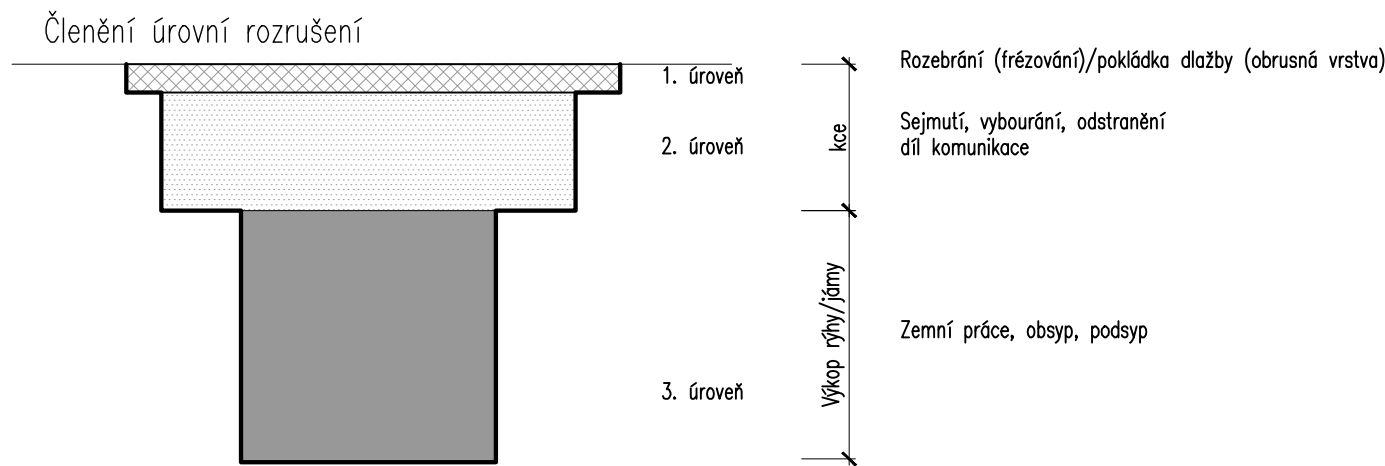 Členění úrovní rozrušení
1. úroveň
Rozebrání (frézování)/pokládka dlažby (obrusná vrstva)
2. úroveň
kce
Sejmutí, vybourání, odstranění
díl komunikace
3. úroveň
Výkop rýhy/jámy
Zemní práce, obsyp, podsyp